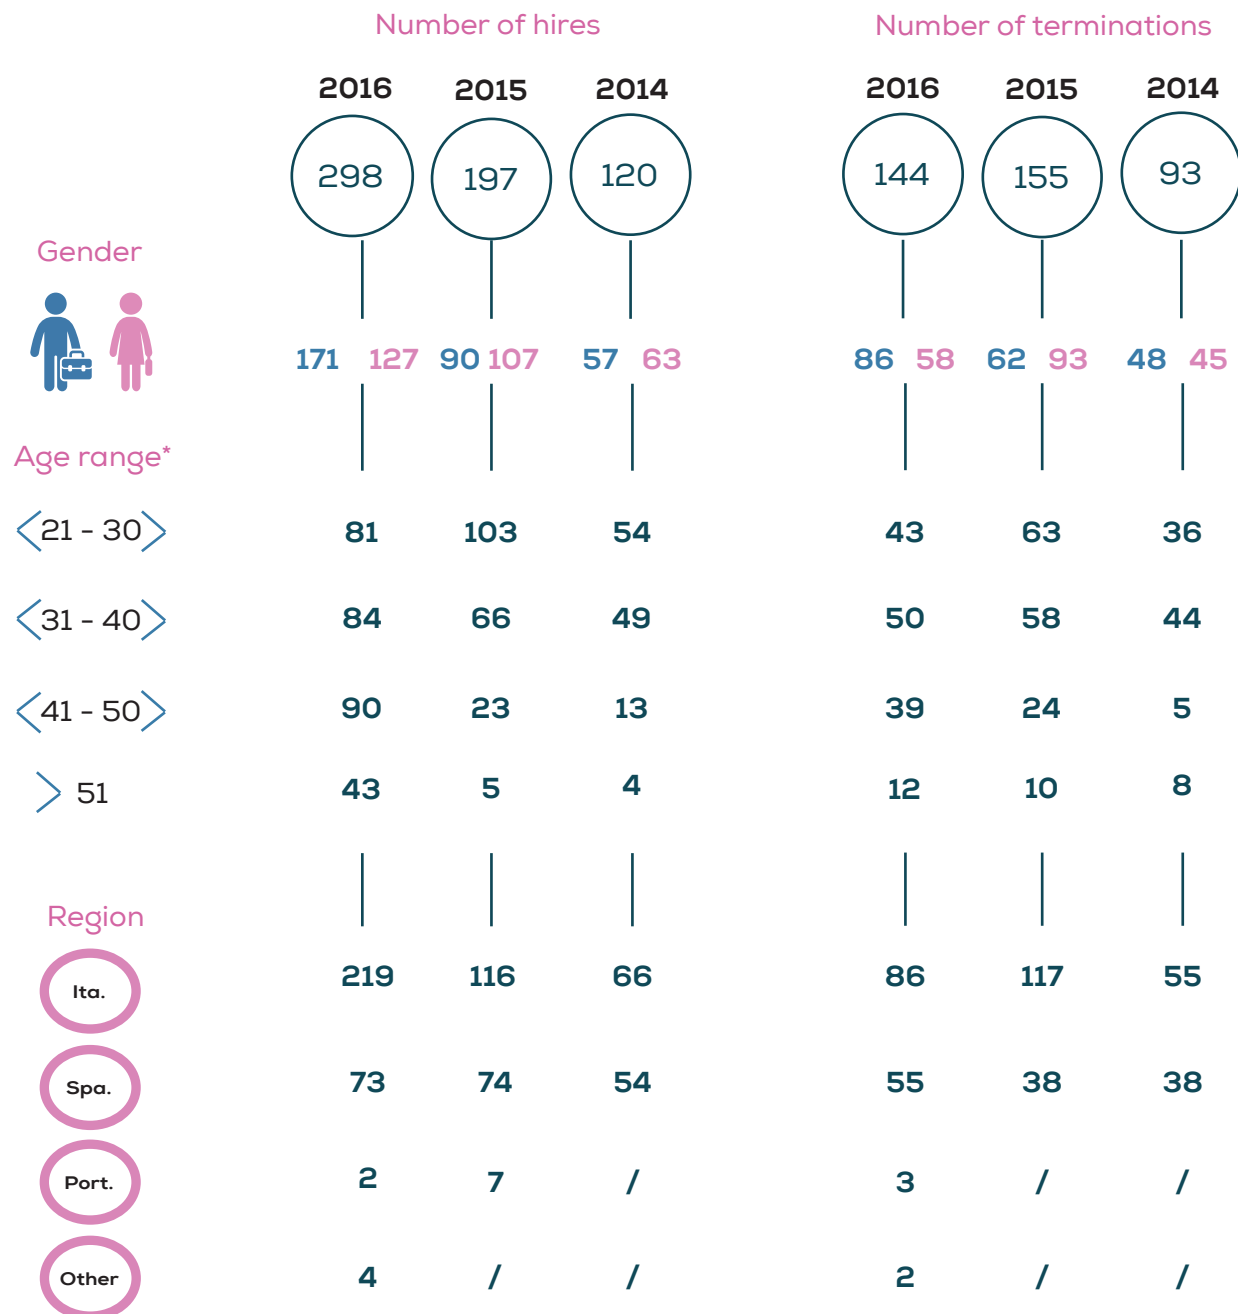 Number of hires Number of terminations
2016 2015 2014 2016 2015 2014
298 197 120 144 155 93
Gender
171 127 90 107 57 63 86 58 62 93 48 45
Age range*
21 - 30 81 103 54 43 63 36
31 - 40 84 66 49 50 58 44
41 - 50 90 23 13 39 24 5
> 51 43 5 4 12 10 8
Region
Ita. 219 116 66 86 117 55
Spa. 73 74 54 55 38 38
Port. 2 7 / 3 / /
Other 4 / / 2 / /